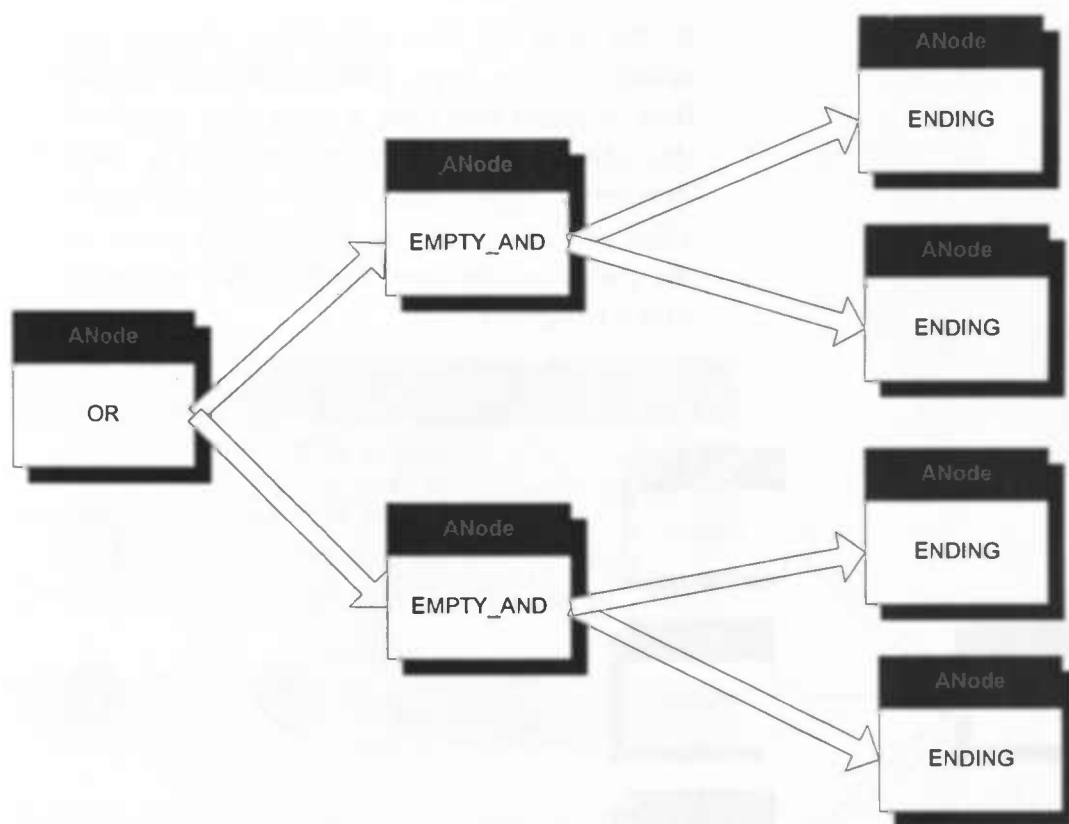 ANode
ENDING
ANode
EMPTY_AND
ANode
ENDING
ANode
OR
ANode
ENDING
ANode
EMPTY_AND
ANode
ENDING